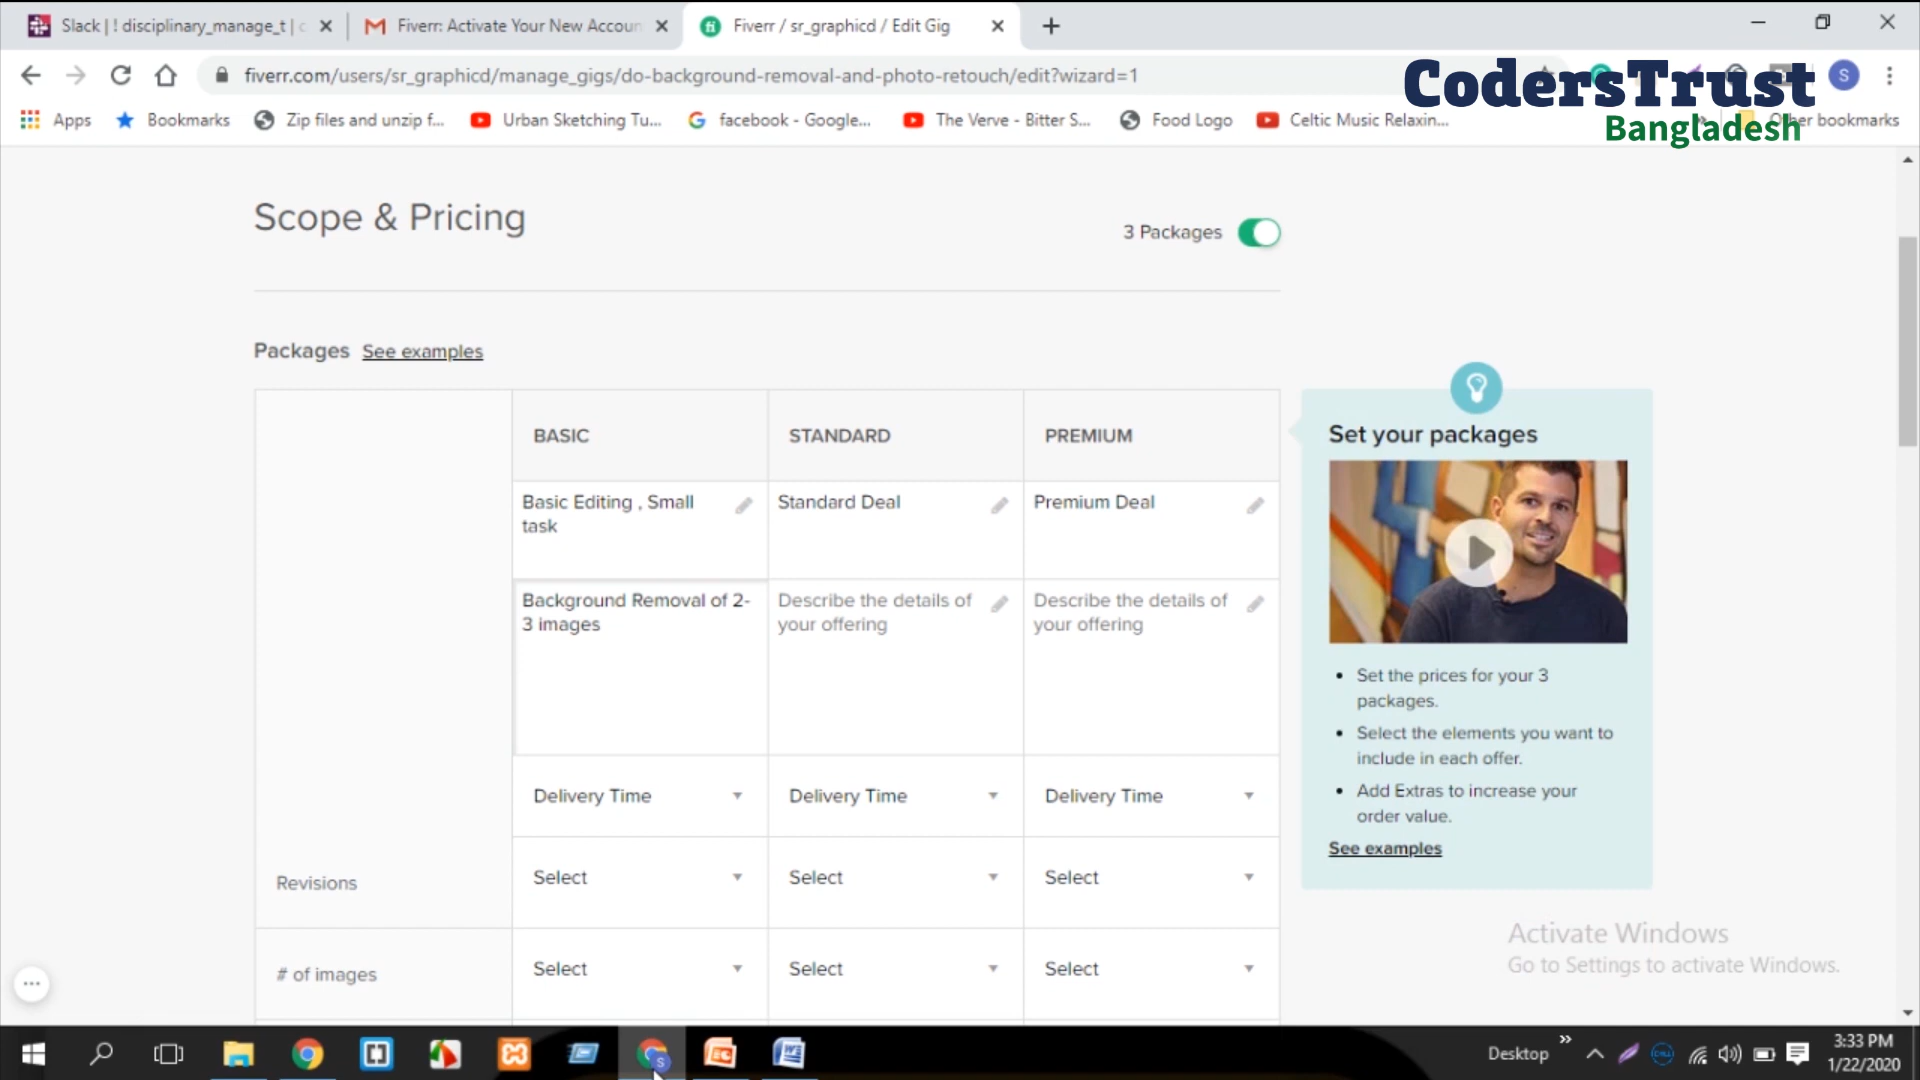 Slack | ! disciplinary_manage_t | c
Fiverr: Activate Your New Accoun
Fiverr / sr_graphicd / Edit Gig
fiverr.com/users/sr_graphicd/manage_gigs/do-background-removal-and-photo-retouch/edit?wizard=1
S
CodersTrust
Bangladesh
Apps
Bookmarks
Zip files and unzip f...
Urban Sketching Tu...
facebook - Google...
The Verve - Bitter S...
Food Logo
Celtic Music Relaxin...
Other bookmarks
Scope & Pricing
3 Packages
Packages See examples
BASIC
STANDARD
PREMIUM
Basic Editing , Small
task
Standard Deal
Premium Deal
Background Removal of 2-
3 images
Describe the details of
your offering
Describe the details of
your offering
Delivery Time
Delivery Time
Delivery Time
Revisions
Select
Select
Select
# of images
Select
Select
Select
Set your packages
• Set the prices for your 3
packages.
• Select the elements you want to
include in each offer.
• Add Extras to increase your
order value.
See examples
Activate Windows
Go to Settings to activate Windows.
Desktop
3:33 PM
1/22/2020